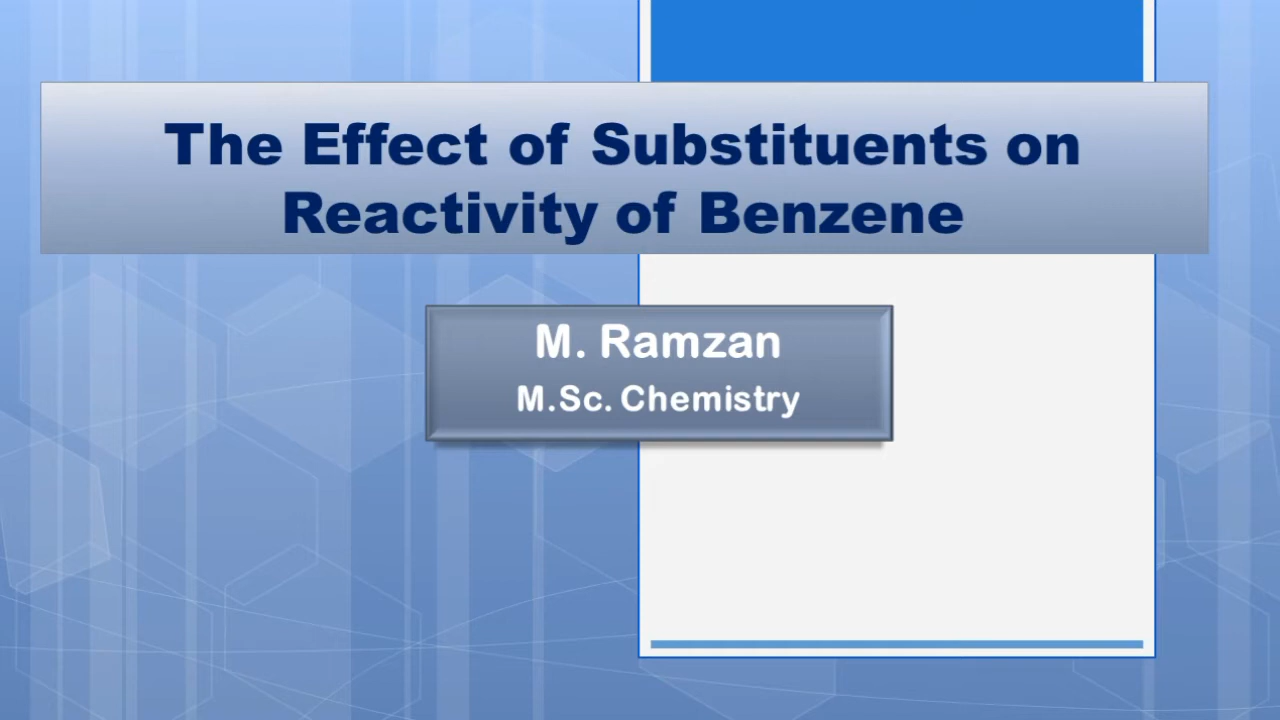 The Effect of Substituents on
Reactivity of Benzene
M. Ramzan
M.Sc. Chemistry